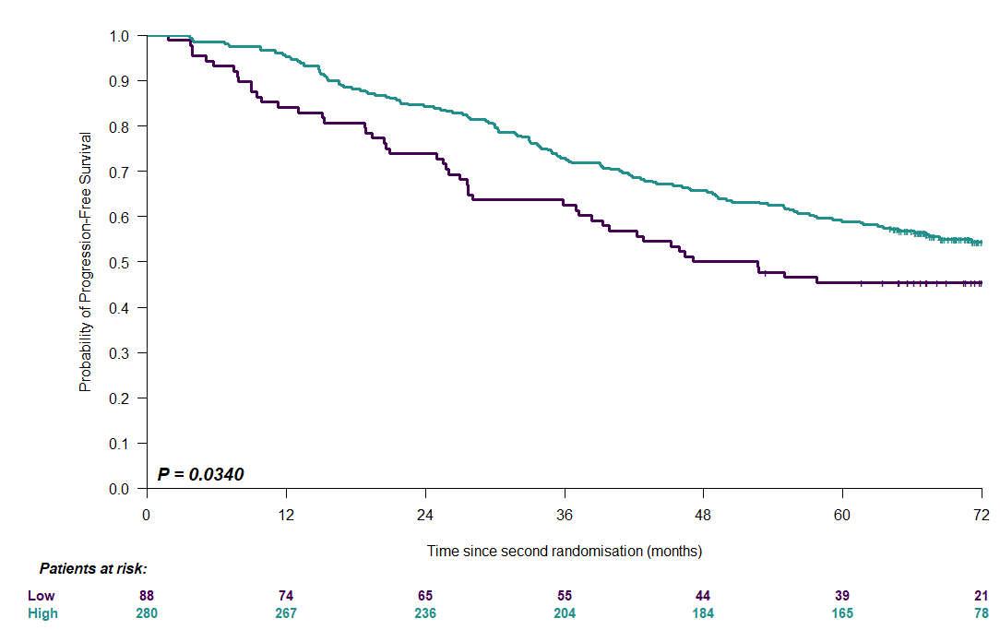 1.0
0.9
0.8
0.7
0.6
0.5
0.4
0.3
0.2
0.1
0.0
Probability of Progression-Free Survival
P = 0.0340
0 12 24 36 48 60 72
Time since second randomisation (months)
Patients at risk:
Low 88 74 65 55 44 39 21
High 280 267 236 204 184 165 78